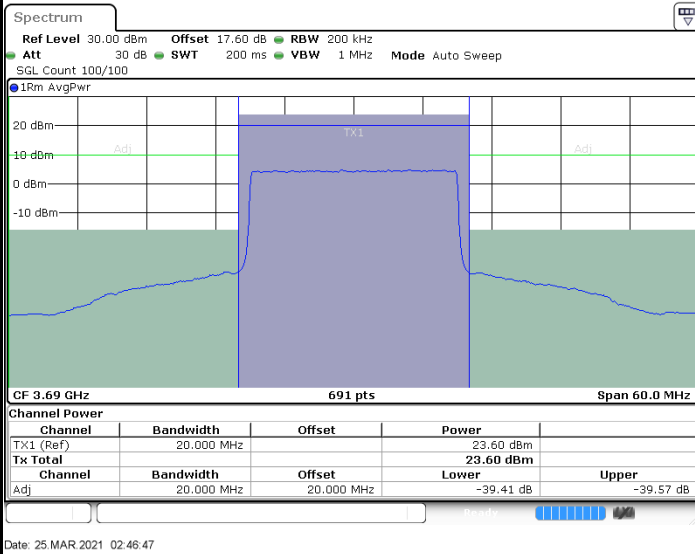 Spectrum
Ref Level 30.00 dBm Offset 17.60 dB RBW 200 kHz
Att 30 dB SWT 200 ms VBW 1 MHz Mode Auto Sweep
SGL Count 100/100
1Rm AvgPwr
20 dBm
TX1
Adj Adj
10 dBm
0 dBm
-10 dBm
CF 3.69 GHz 691 pts Span 60.0 MHz
Channel Power
Channel Bandwidth Offset Power
TX1 (Ref) 20.000 MHz 23.60 dBm
Tx Total 23.60 dBm
Channel Bandwidth Offset Lower Upper
Adj 20.000 MHz 20.000 MHz -39.41 dB -39.57 dB
Ready
Date: 25.MAR.2021 02:46:47